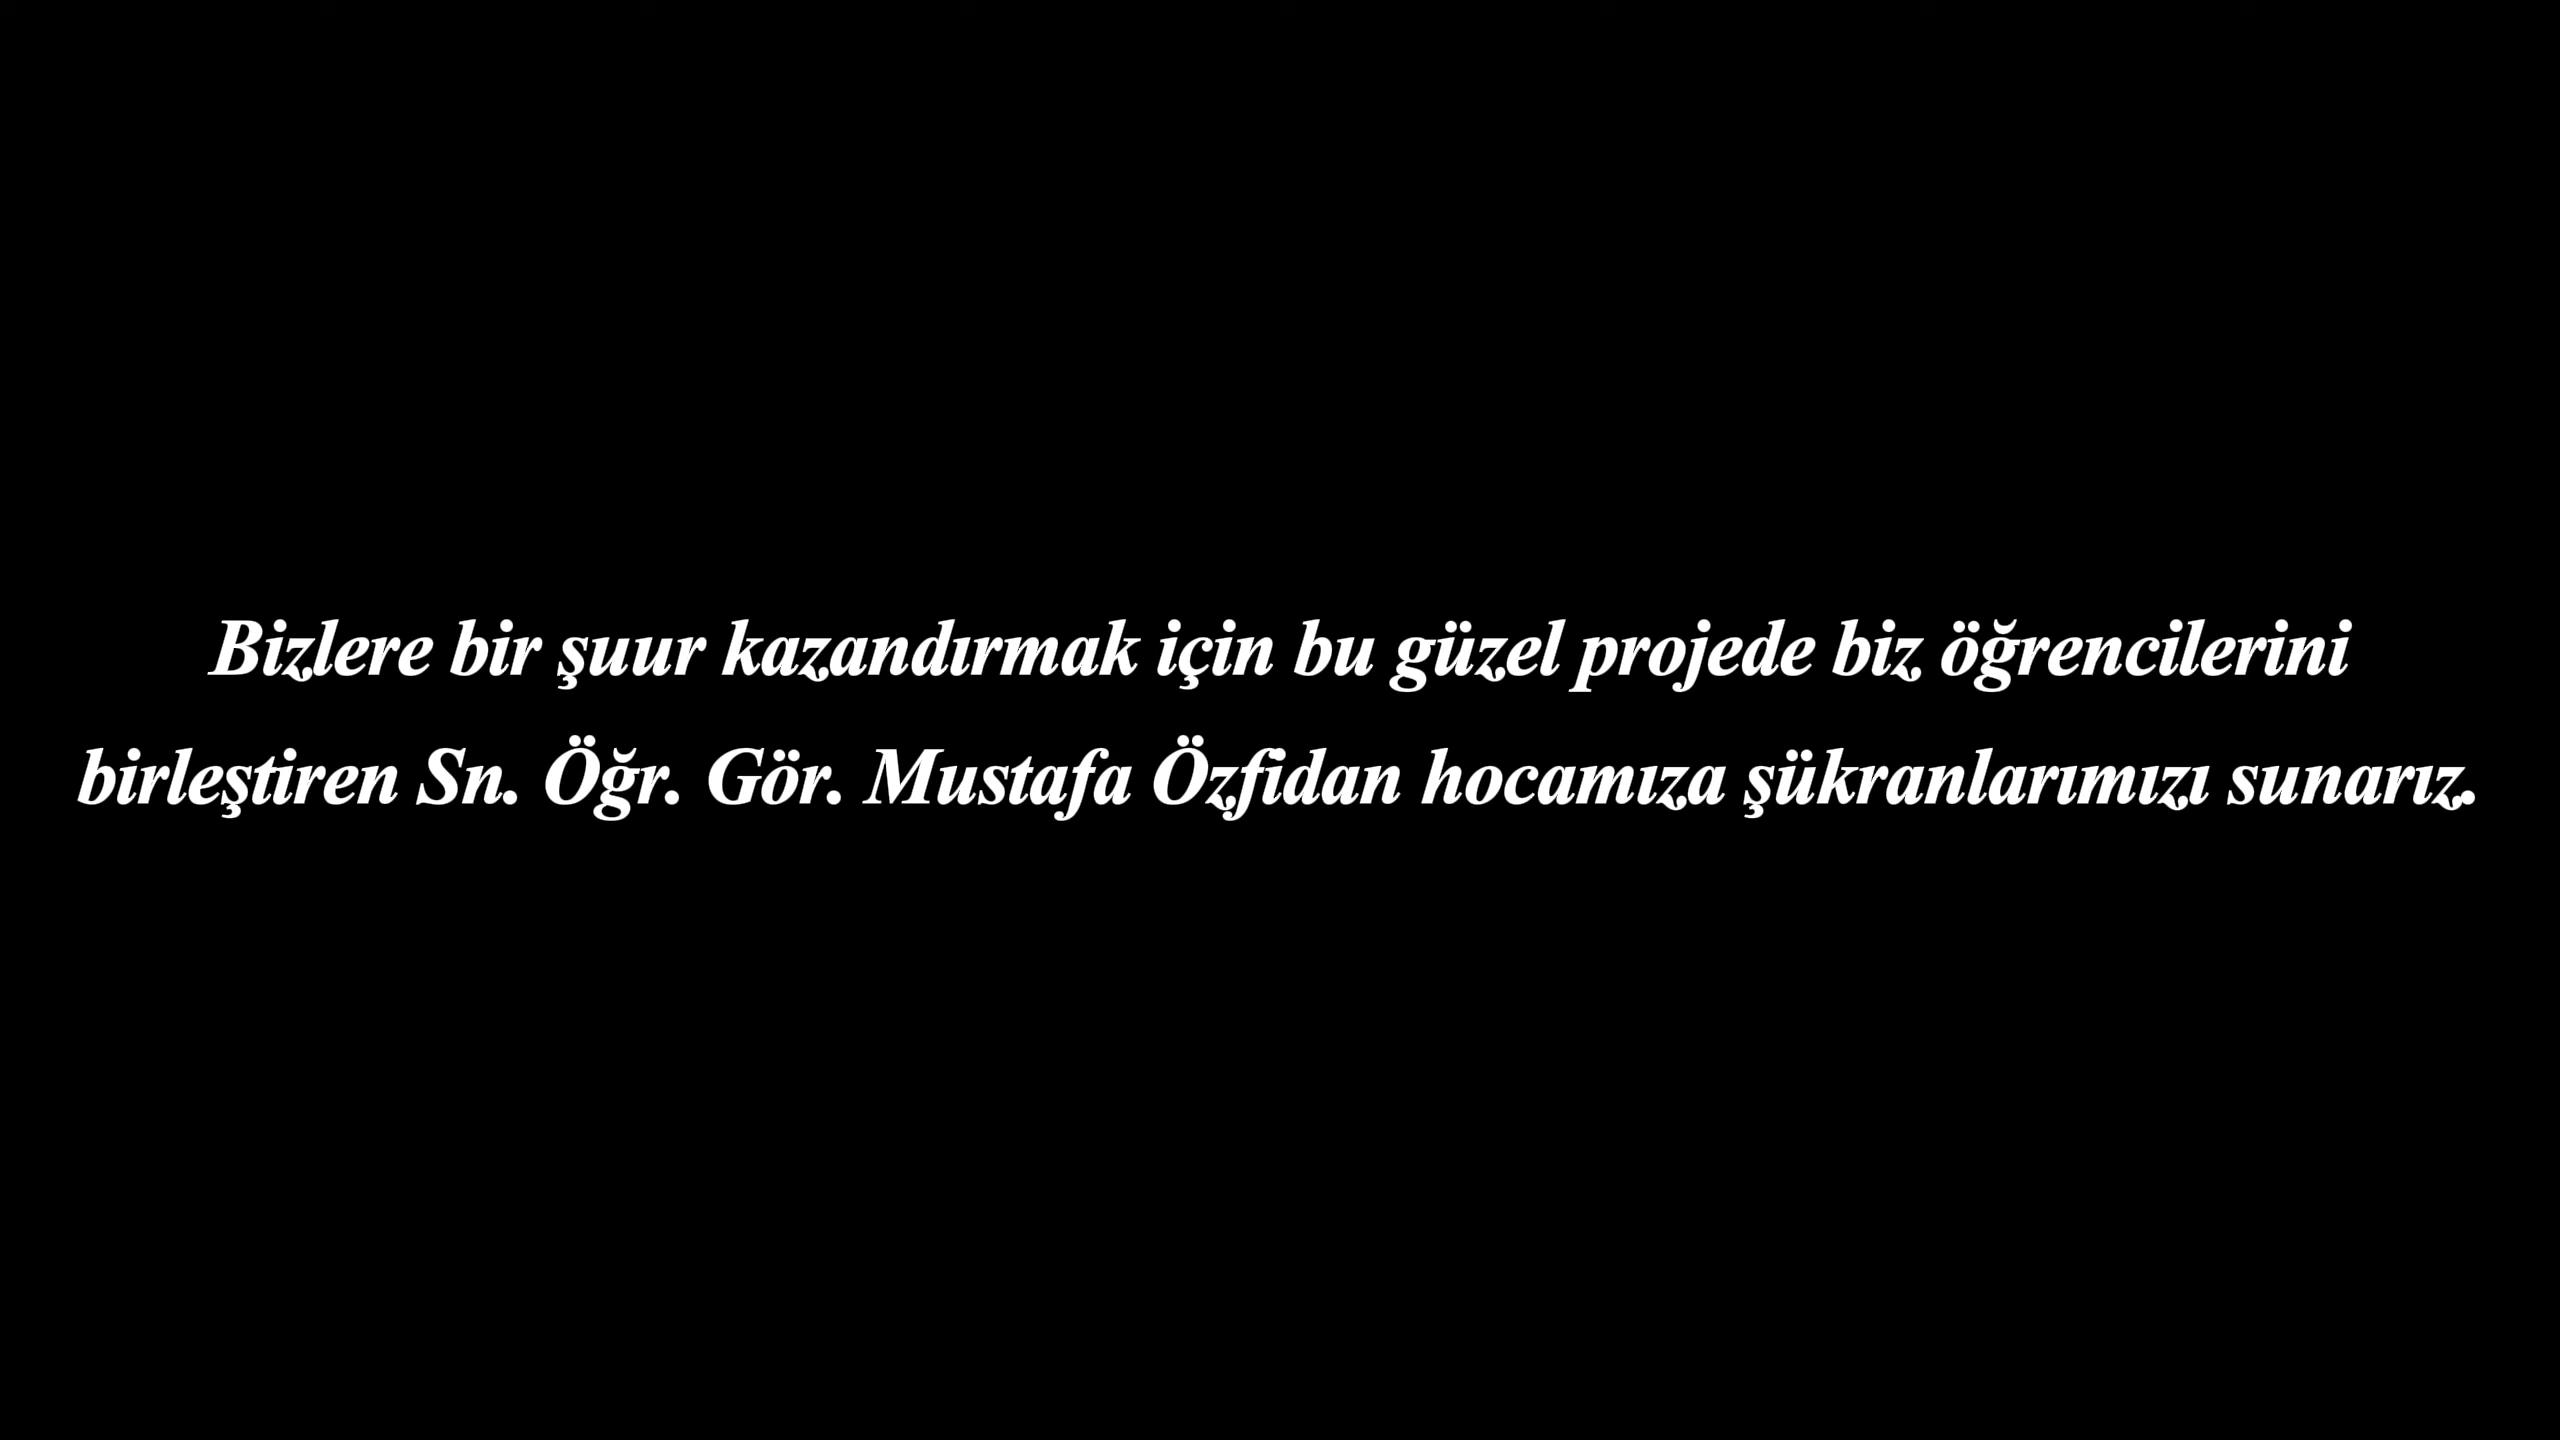 Bizlere bir şuur kazandırmak için bu güzel projede biz öğrencilerini
birleştiren Sn. Öğr. Gör. Mustafa Özfidan hocamıza şükranlarımızı sunarız.